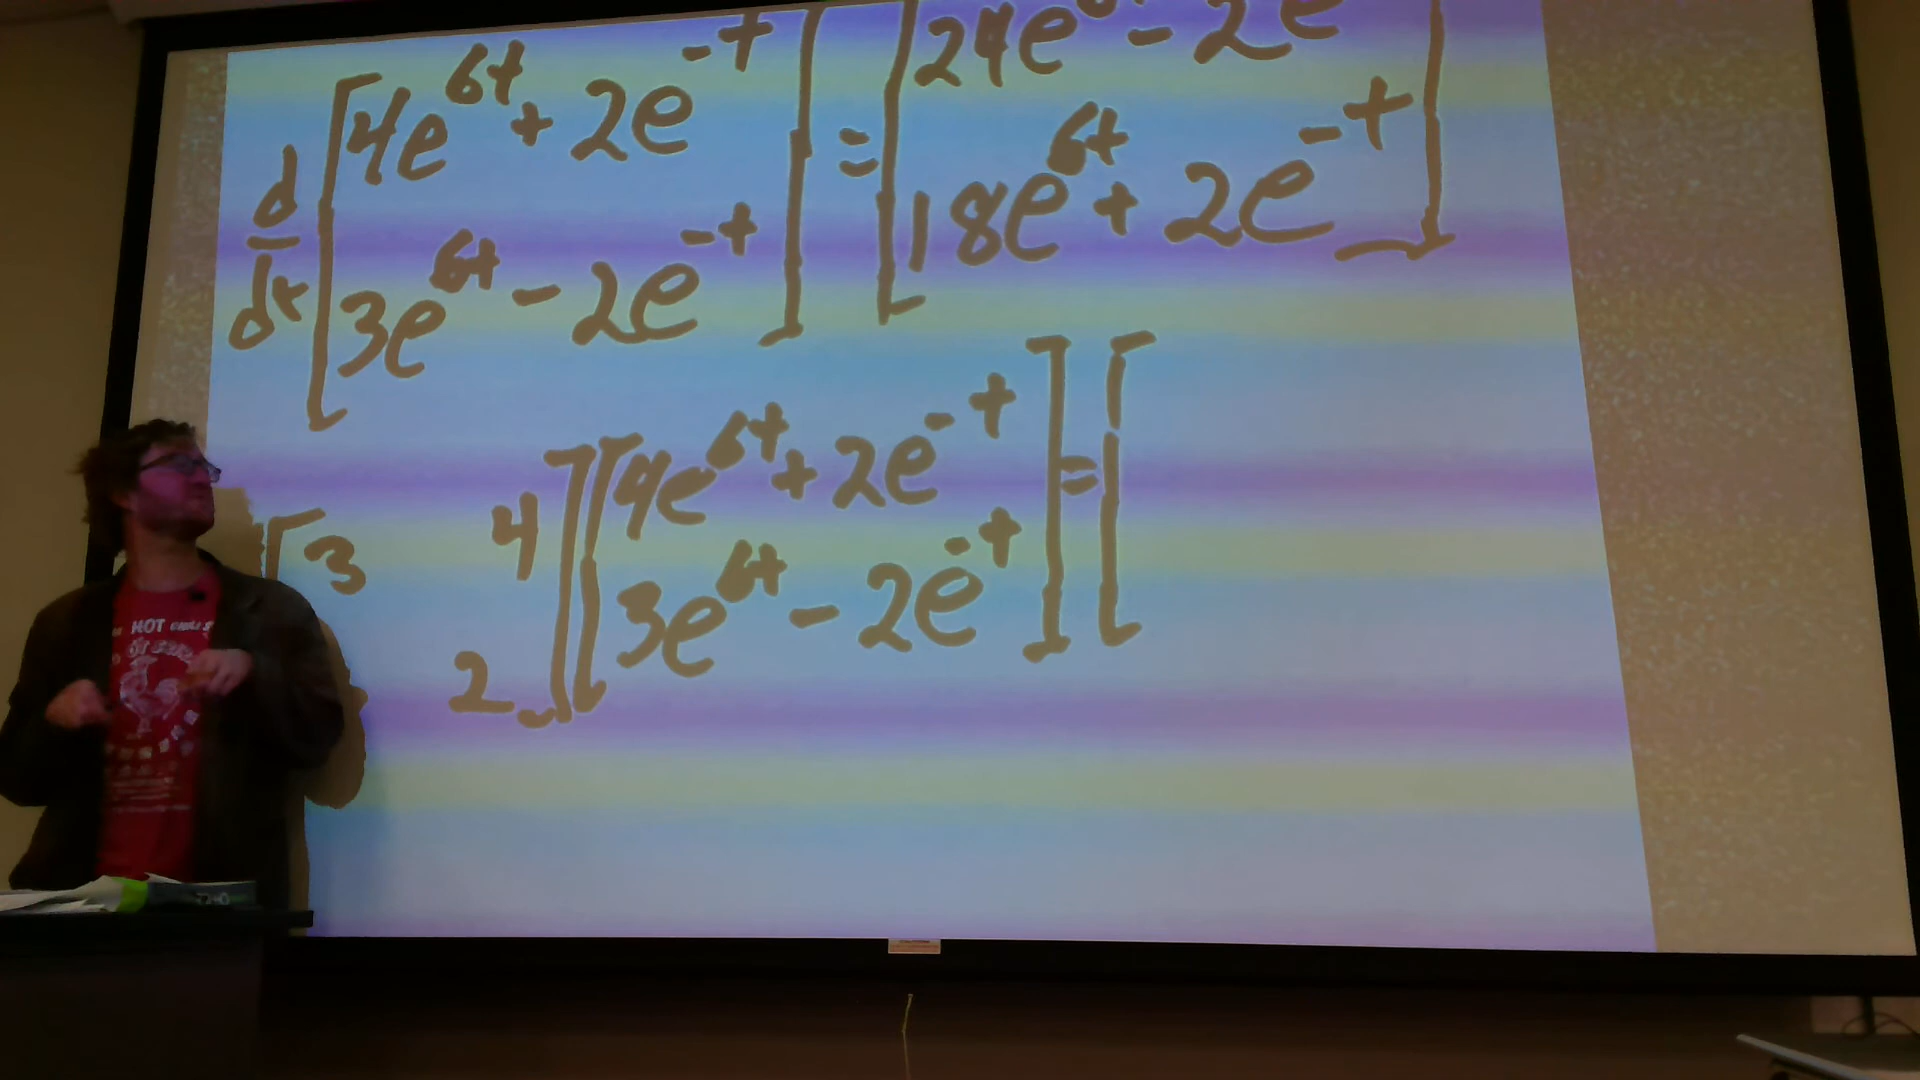 d/dt [4e^{6t} + 2e^{-t}] = [24e - 2e
[3e^{6t} - 2e^{-t}] [18e^{6t} + 2e^{-t}]
[3 4] [4e^{6t} + 2e^{-t}] = [
2] [3e^{6t} - 2e^{-t}]
HOT